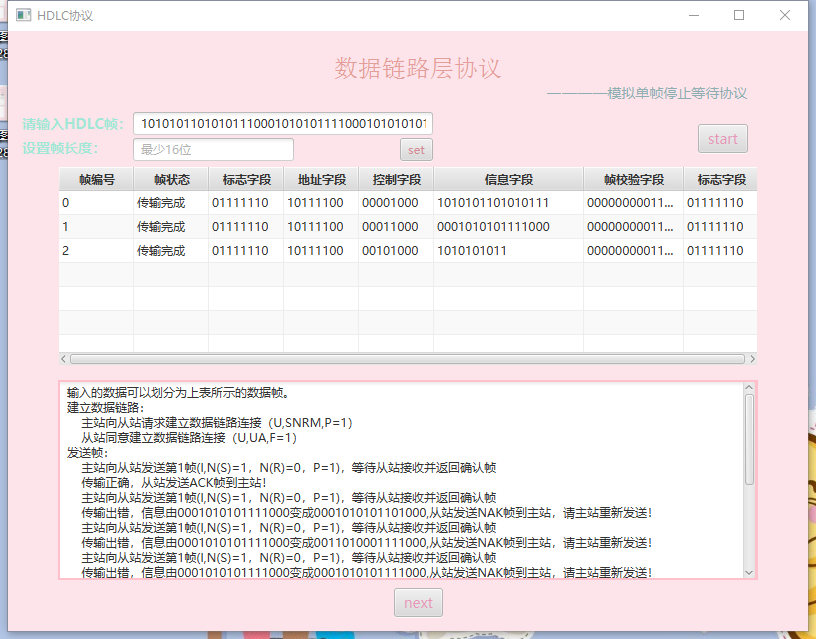 HDLC协议
数据链路层协议
————模拟单帧停止等待协议
请输入HDLC帧：
1010101101010111000101010111100010101010101
设置帧长度：
最少16位
set
start
帧编号 帧状态 标志字段 地址字段 控制字段 信息字段 帧校验字段 标志字段
0 传输完成 01111110 10111100 00001000 1010101101010111 00000000011... 01111110
1 传输完成 01111110 10111100 00011000 0001010101111000 00000000011... 01111110
2 传输完成 01111110 10111100 00101000 1010101011 00000000011... 01111110
输入的数据可以划分为上表所示的数据帧。
建立数据链路：
主站向从站请求建立数据链路连接（U,SNRM,P=1）
从站同意建立数据链路连接（U,UA,F=1）
发送帧：
主站向从站发送第1帧(I,N(S)=1，N(R)=0，P=1)，等待从站接收并返回确认帧
传输正确，从站发送ACK帧到主站！
主站向从站发送第1帧(I,N(S)=1，N(R)=0，P=1)，等待从站接收并返回确认帧
传输出错，信息由0001010101111000变成0001010101101000,从站发送NAK帧到主站，请主站重新发送！
主站向从站发送第1帧(I,N(S)=1，N(R)=0，P=1)，等待从站接收并返回确认帧
传输出错，信息由0001010101111000变成0011010001111000,从站发送NAK帧到主站，请主站重新发送！
主站向从站发送第1帧(I,N(S)=1，N(R)=0，P=1)，等待从站接收并返回确认帧
传输出错，信息由0001010101111000变成0001010101111000,从站发送NAK帧到主站，请主站重新发送！
next